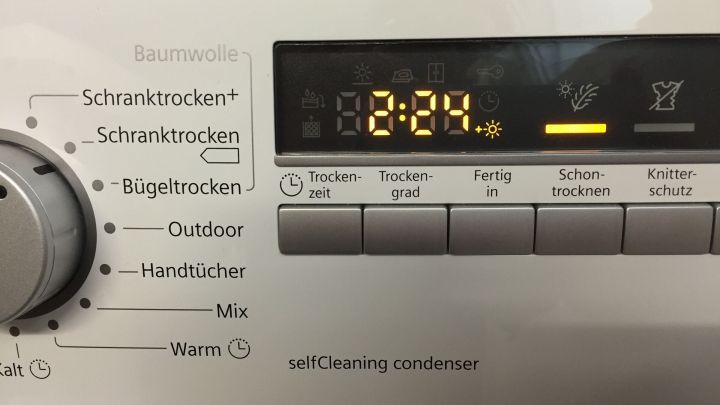 Baumwolle
Schranktrocken+
Schranktrocken
Bügeltrocken
Outdoor
Handtücher
Mix
Warm
Kalt
2:24
Trocken-
zeit
Trocken-
grad
Fertig
in
Schon-
trocknen
Knitter-
schutz
selfCleaning condenser